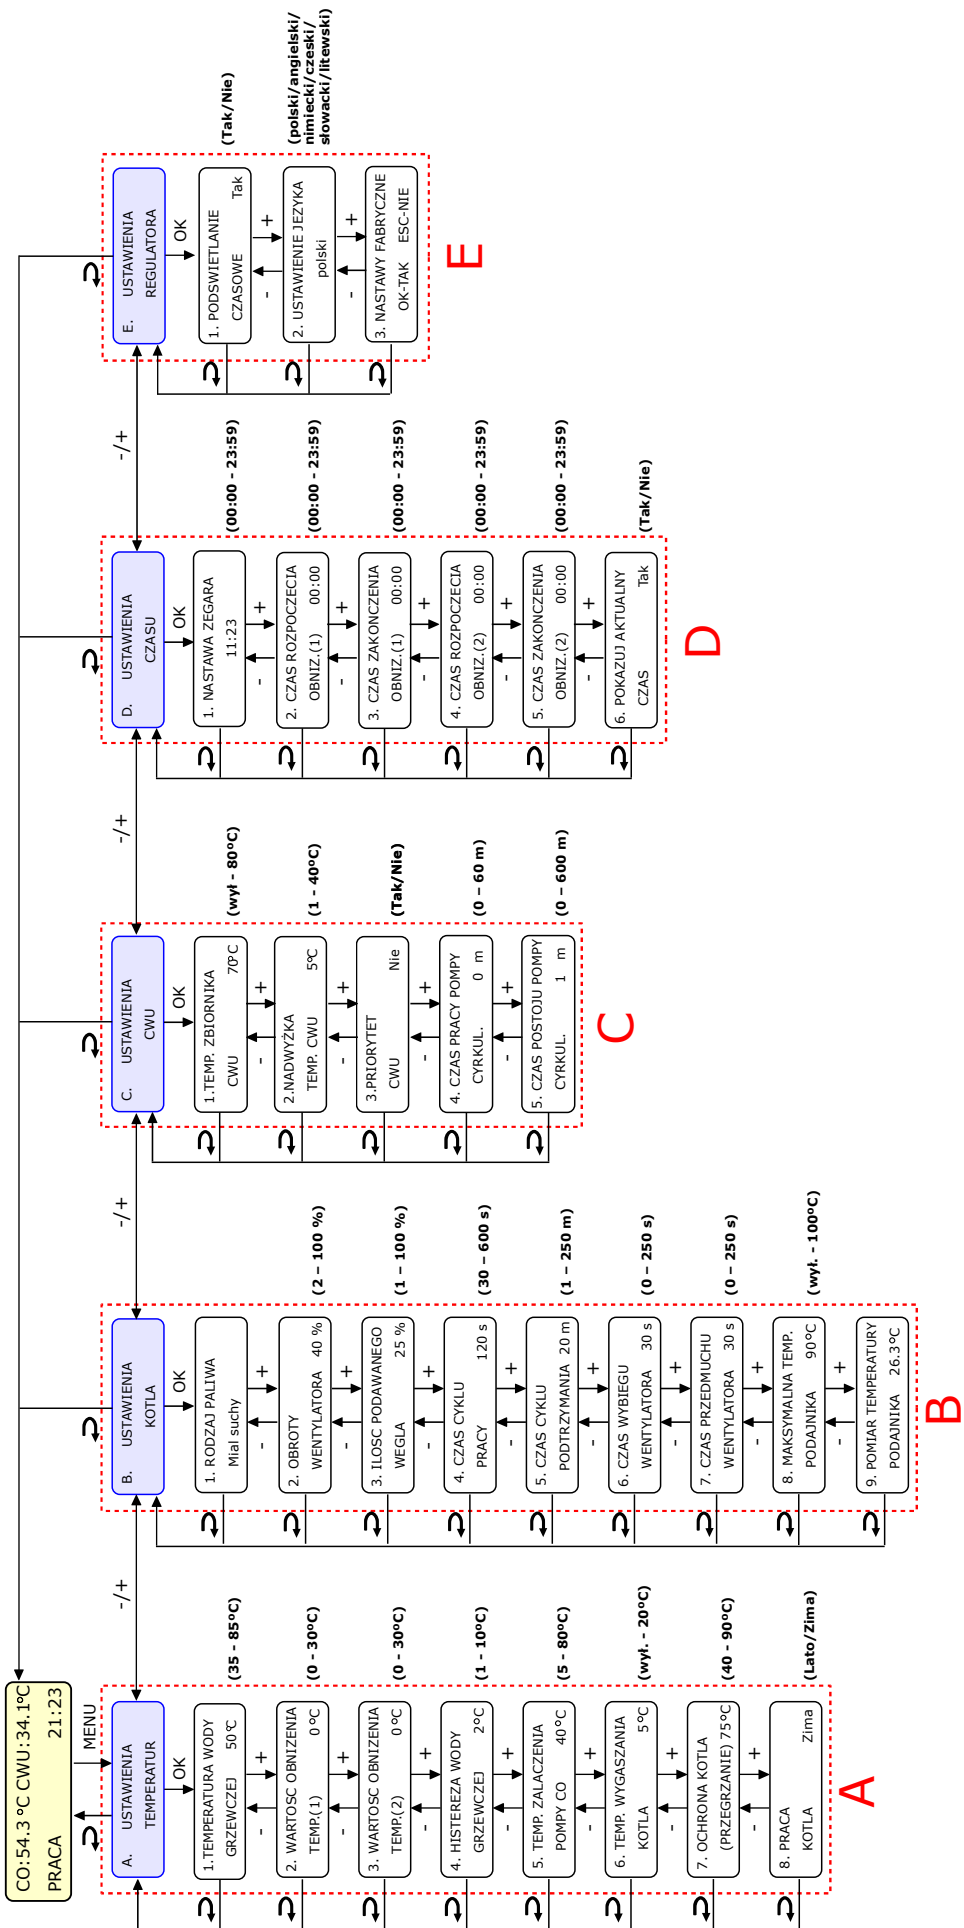 CO:54.3 °C CWU:34.1°C
PRACA 21:23
MENU
A. USTAWIENIA
TEMPERATUR
OK
1.TEMPERATURA WODY
GRZEWCZEJ 50°C
(35 - 85°C)
- +
2. WARTOSC OBNIZENIA
TEMP.(1) 0°C
(0 - 30°C)
- +
3. WARTOSC OBNIZENIA
TEMP.(2) 0°C
(0 - 30°C)
- +
4. HISTEREZA WODY
GRZEWCZEJ 2°C
(1 - 10°C)
- +
5. TEMP. ZALACZENIA
POMPY CO 40°C
(5 - 80°C)
- +
6. TEMP. WYGASZANIA
KOTLA 5°C
(wył. - 20°C)
- +
7. OCHRONA KOTLA
(PRZEGRZANIE) 75°C
(40 - 90°C)
- +
8. PRACA
KOTLA Zima
(Lato/Zima)
A
-/+
B. USTAWIENIA
KOTLA
OK
1. RODZAJ PALIWA
Mial suchy
- +
2. OBROTY
WENTYLATORA 40 %
(2 – 100 %)
- +
3. ILOSC PODAWANEGO
WEGLA 25 %
(1 – 100 %)
- +
4. CZAS CYKLU
PRACY 120 s
(30 – 600 s)
- +
5. CZAS CYKLU
PODTRZYMANIA 20 m
(1 – 250 m)
- +
6. CZAS WYBIEGU
WENTYLATORA 30 s
(0 – 250 s)
- +
7. CZAS PRZEDMUCHU
WENTYLATORA 30 s
(0 – 250 s)
- +
8. MAKSYMALNA TEMP.
PODAJNIKA 90°C
(wył. - 100°C)
- +
9. POMIAR TEMPERATURY
PODAJNIKA 26.3°C
B
-/+
C. USTAWIENIA
CWU
OK
1.TEMP. ZBIORNIKA
CWU 70°C
(wył - 80°C)
- +
2.NADWYŻKA
TEMP. CWU 5°C
(1 - 40°C)
- +
3.PRIORYTET
CWU Nie
(Tak/Nie)
- +
4. CZAS PRACY POMPY
CYRKUL. 0 m
(0 – 60 m)
- +
5. CZAS POSTOJU POMPY
CYRKUL. 1 m
(0 – 600 m)
C
-/+
D. USTAWIENIA
CZASU
OK
1. NASTAWA ZEGARA
11:23
(00:00 - 23:59)
- +
2. CZAS ROZPOCZECIA
OBNIZ.(1) 00:00
(00:00 - 23:59)
- +
3. CZAS ZAKONCZENIA
OBNIZ.(1) 00:00
(00:00 - 23:59)
- +
4. CZAS ROZPOCZECIA
OBNIZ.(2) 00:00
(00:00 - 23:59)
- +
5. CZAS ZAKONCZENIA
OBNIZ.(2) 00:00
(00:00 - 23:59)
- +
6. POKAZUJ AKTUALNY
CZAS Tak
(Tak/Nie)
D
-/+
E. USTAWIENIA
REGULATORA
OK
1. PODSWIETLANIE
CZASOWE Tak
(Tak/Nie)
- +
2. USTAWIENIE JEZYKA
polski
(polski/angielski/
nimiecki/czeski/
słowacki/litewski)
- +
3. NASTAWY FABRYCZNE
OK-TAK ESC-NIE
E